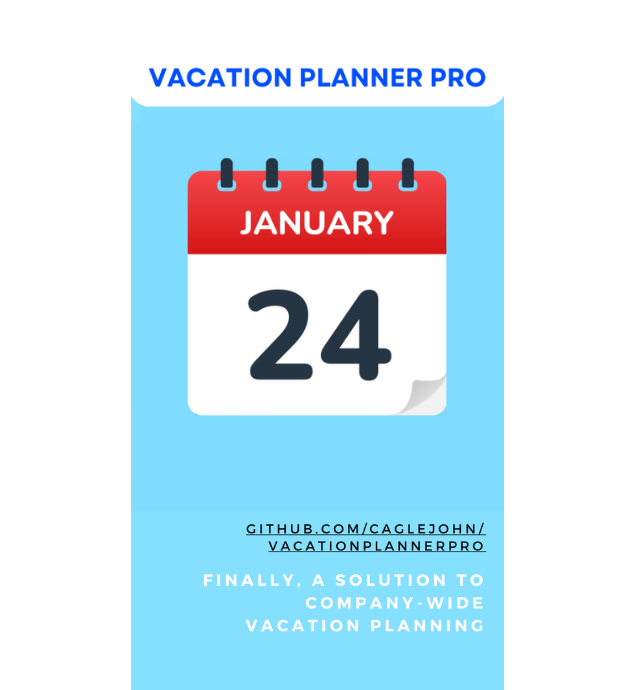 VACATION PLANNER PRO
JANUARY
24
GITHUB.COM/CAGLEJOHN/
VACATIONPLANNERPRO
FINALLY, A SOLUTION TO
COMPANY-WIDE
VACATION PLANNING